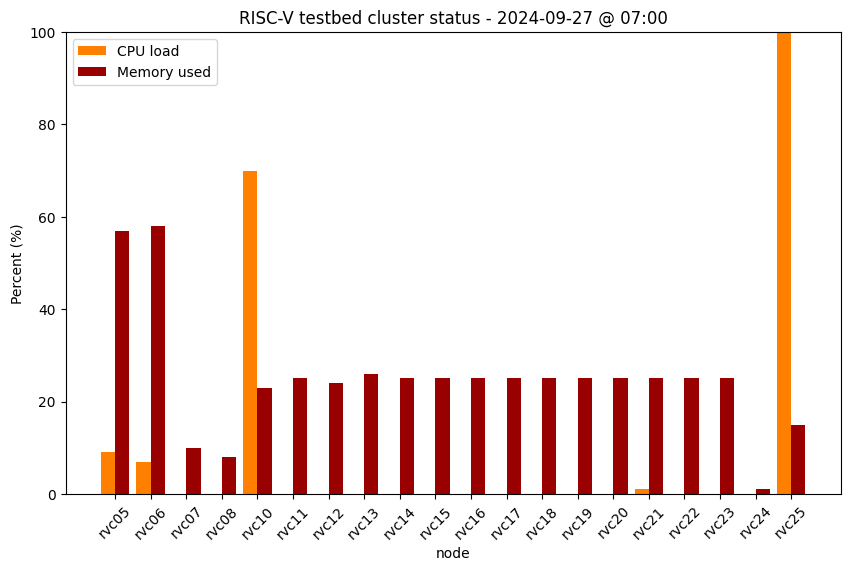 RISC-V testbed cluster status - 2024-09-27 @ 07:00
CPU load
Memory used
Percent (%)
100
80
60
40
20
0
rvc05
rvc06
rvc07
rvc08
rvc10
rvc11
rvc12
rvc13
rvc14
rvc15
rvc16
rvc17
rvc18
rvc19
rvc20
rvc21
rvc22
rvc23
rvc24
rvc25
node